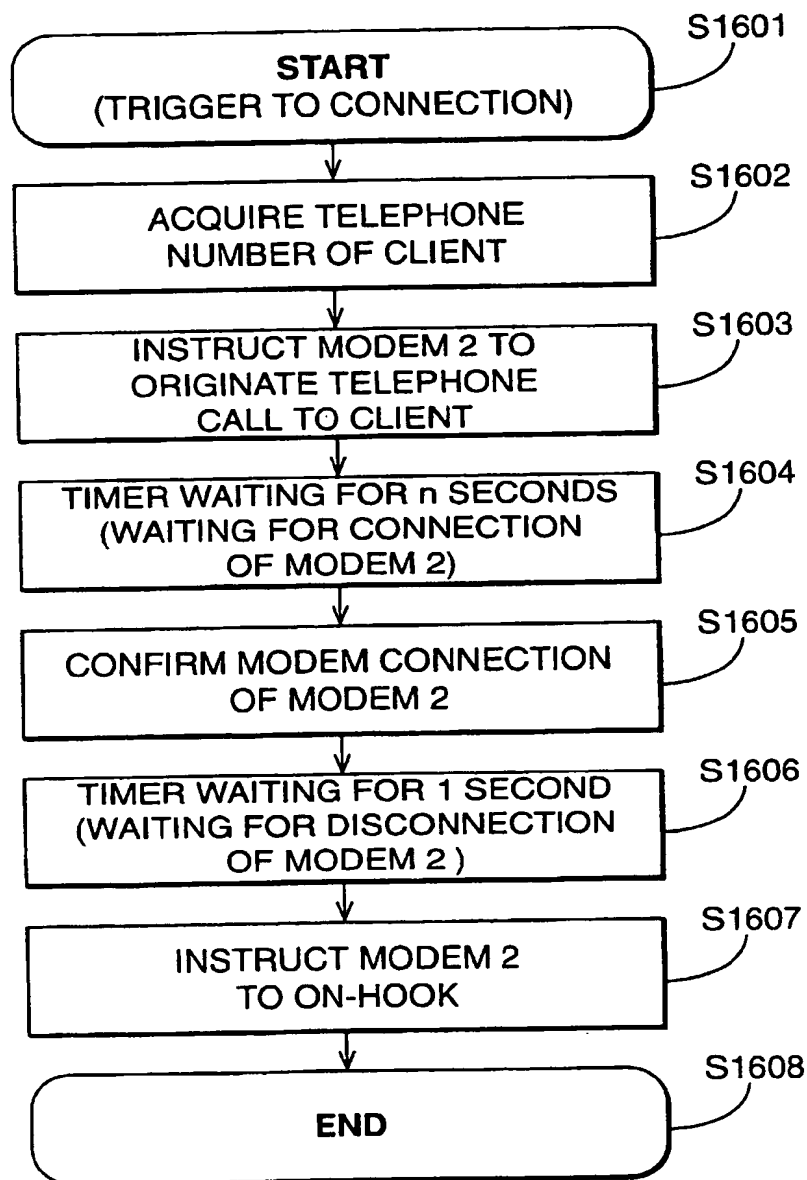 S1601
START
(TRIGGER TO CONNECTION)
S1602
ACQUIRE TELEPHONE
NUMBER OF CLIENT
S1603
INSTRUCT MODEM 2 TO
ORIGINATE TELEPHONE
CALL TO CLIENT
S1604
TIMER WAITING FOR n SECONDS
(WAITING FOR CONNECTION
OF MODEM 2)
S1605
CONFIRM MODEM CONNECTION
OF MODEM 2
S1606
TIMER WAITING FOR 1 SECOND
(WAITING FOR DISCONNECTION
OF MODEM 2 )
S1607
INSTRUCT MODEM 2
TO ON-HOOK
S1608
END